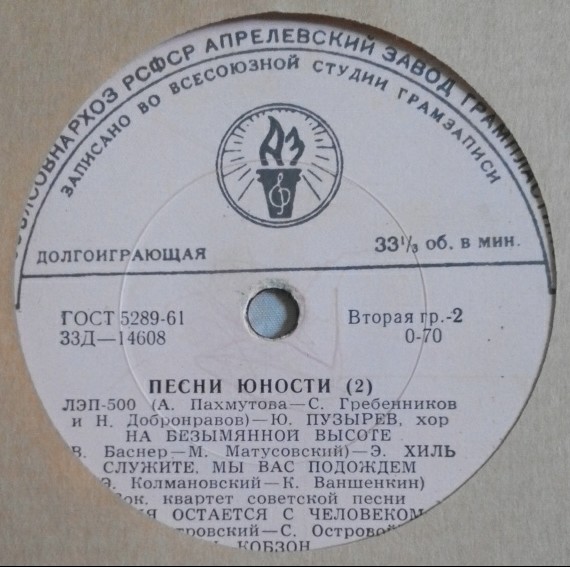 СОВНАРХОЗ РСФСР АПРЕЛЕВСКИЙ ЗАВОД
ЗАПИСАНО ВО ВСЕСОЮЗНОЙ СТУДИИ ГРАМЗАПИСИ
АЗ
ДОЛГОИГРАЮЩАЯ
33⅓ об. в мин.
ГОСТ 5289-61
Вторая гр.-2
33Д—14608
0-70
ПЕСНИ ЮНОСТИ (2)
ЛЭП-500 (А. Пахмутова—С. Гребенников
и Н. Добронравов)—Ю. ПУЗЫРЕВ, хор
НА БЕЗЫМЯННОЙ ВЫСОТЕ
В. Баснер—М. Матусовский)—Э. ХИЛЬ
СЛУЖИТЕ, МЫ ВАС ПОДОЖДЕМ
Э. Колмановский—К. Ваншенкин)
вок. квартет советской песни
ОСТАЕТСЯ С ЧЕЛОВЕКОМ
С. Островой
КОБЗОН